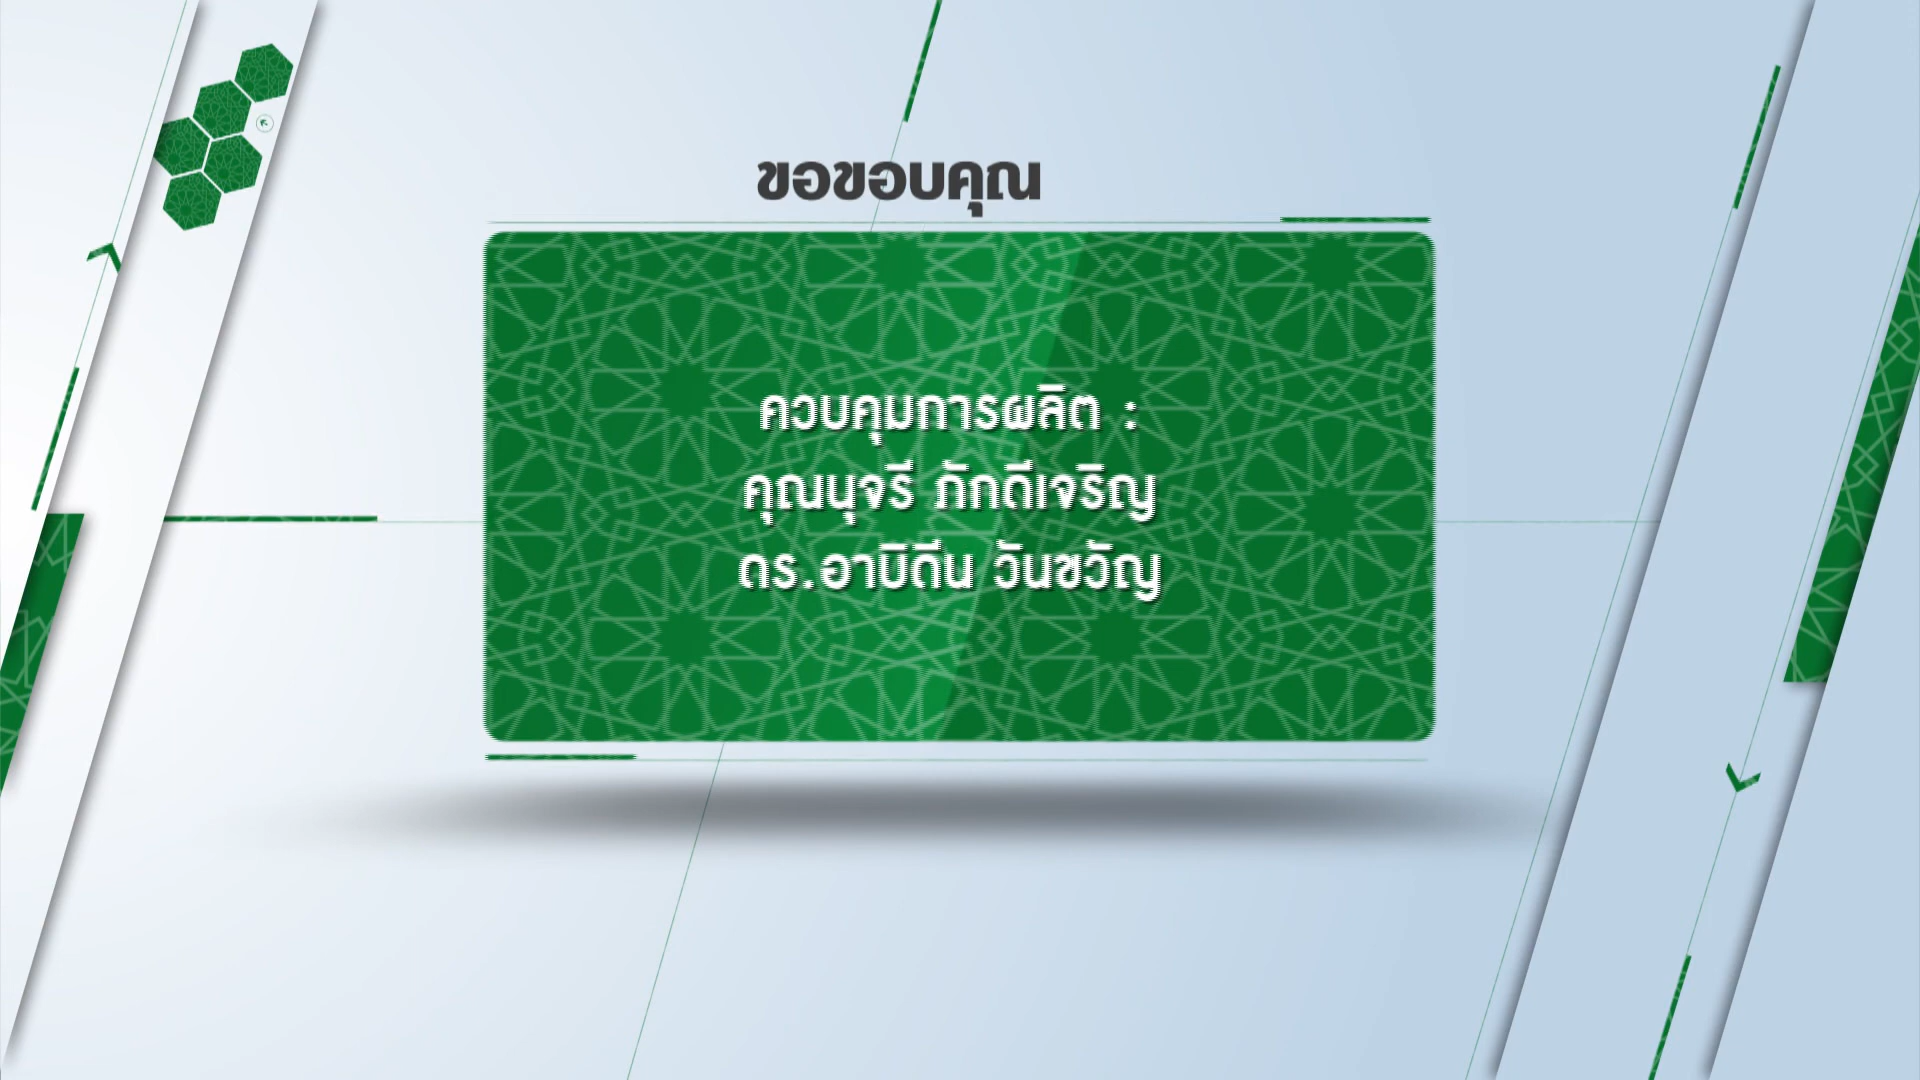 ขอขอบคุณ
ควบคุมการผลิต :
คุณนุจรี ภักดีเจริญ
ดร.อาบิดีน วันขวัญ